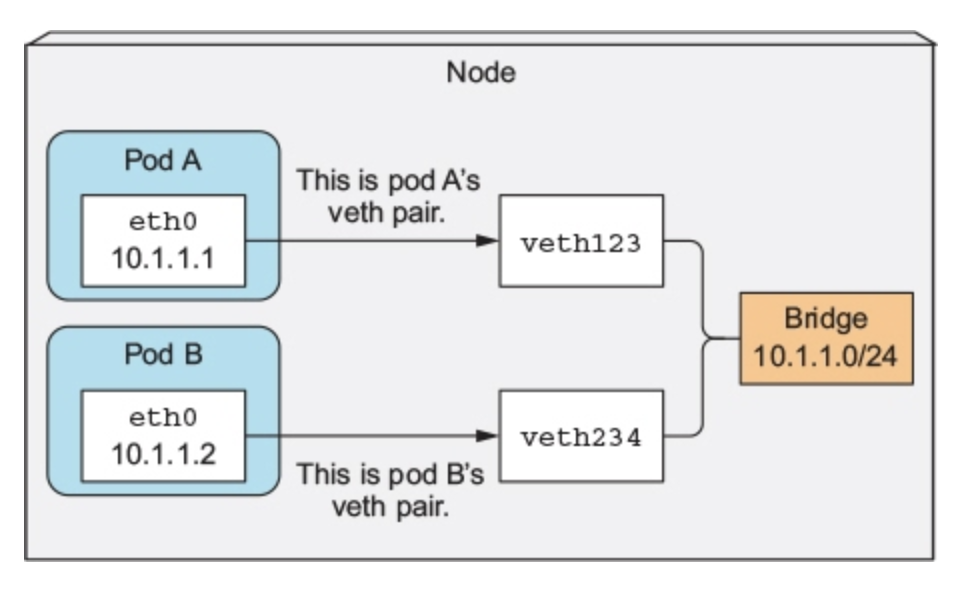 Node
Pod A
eth0
10.1.1.1
This is pod A's
veth pair.
veth123
Bridge
10.1.1.0/24
Pod B
eth0
10.1.1.2
This is pod B's
veth pair.
veth234